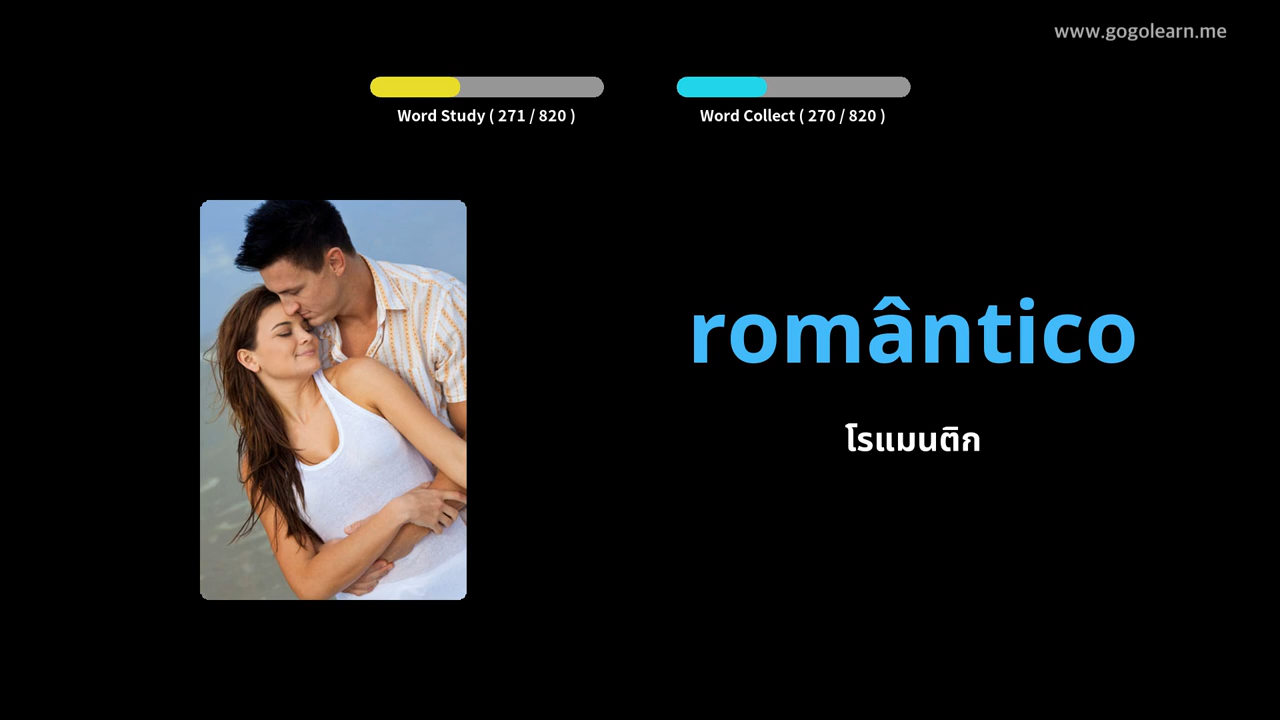 www.gogolearn.me
Word Study ( 271 / 820 )
Word Collect ( 270 / 820 )
romântico
โรแมนติก